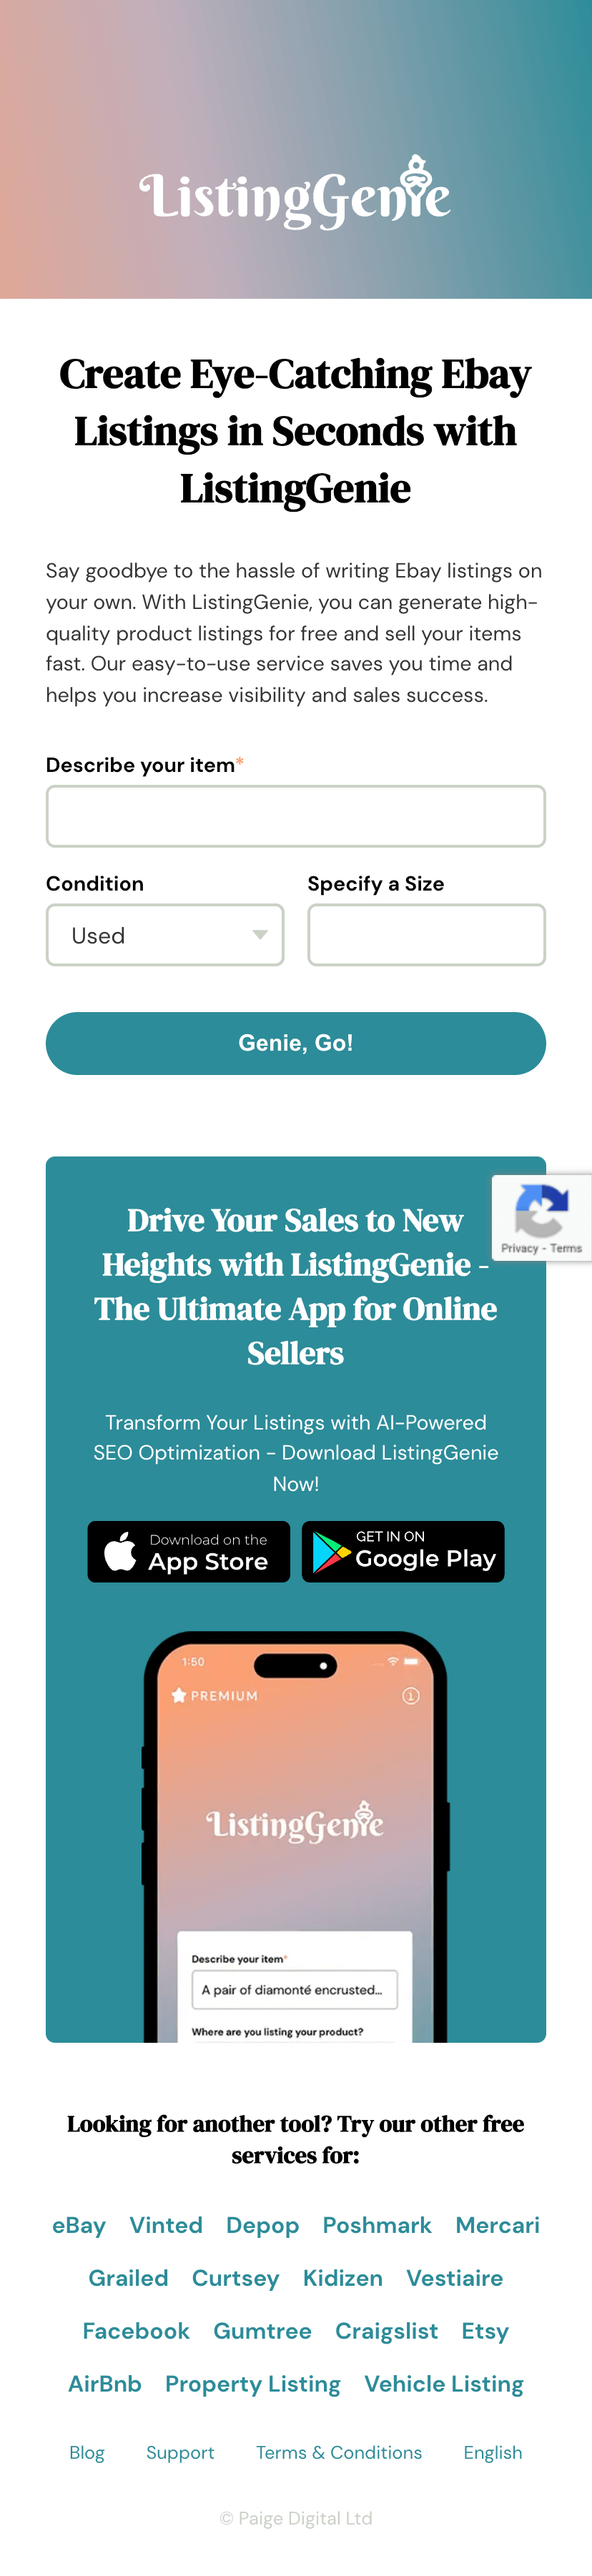 ListingGenie
Create Eye-Catching Ebay
Listings in Seconds with
ListingGenie
Say goodbye to the hassle of writing Ebay listings on
your own. With ListingGenie, you can generate high-
quality product listings for free and sell your items
fast. Our easy-to-use service saves you time and
helps you increase visibility and sales success.
Describe your item*
Condition Specify a Size
Used
Genie, Go!
Privacy - Terms
Drive Your Sales to New
Heights with ListingGenie -
The Ultimate App for Online
Sellers
Transform Your Listings with AI-Powered
SEO Optimization - Download ListingGenie
Now!
Download on the
App Store
GET IN ON
Google Play
1:50
PREMIUM
ListingGenie
Describe your item*
A pair of diamonté encrusted...
Where are you listing your product?
Looking for another tool? Try our other free
services for:
eBay Vinted Depop Poshmark Mercari
Grailed Curtsey Kidizen Vestiaire
Facebook Gumtree Craigslist Etsy
AirBnb Property Listing Vehicle Listing
Blog Support Terms & Conditions English
© Paige Digital Ltd